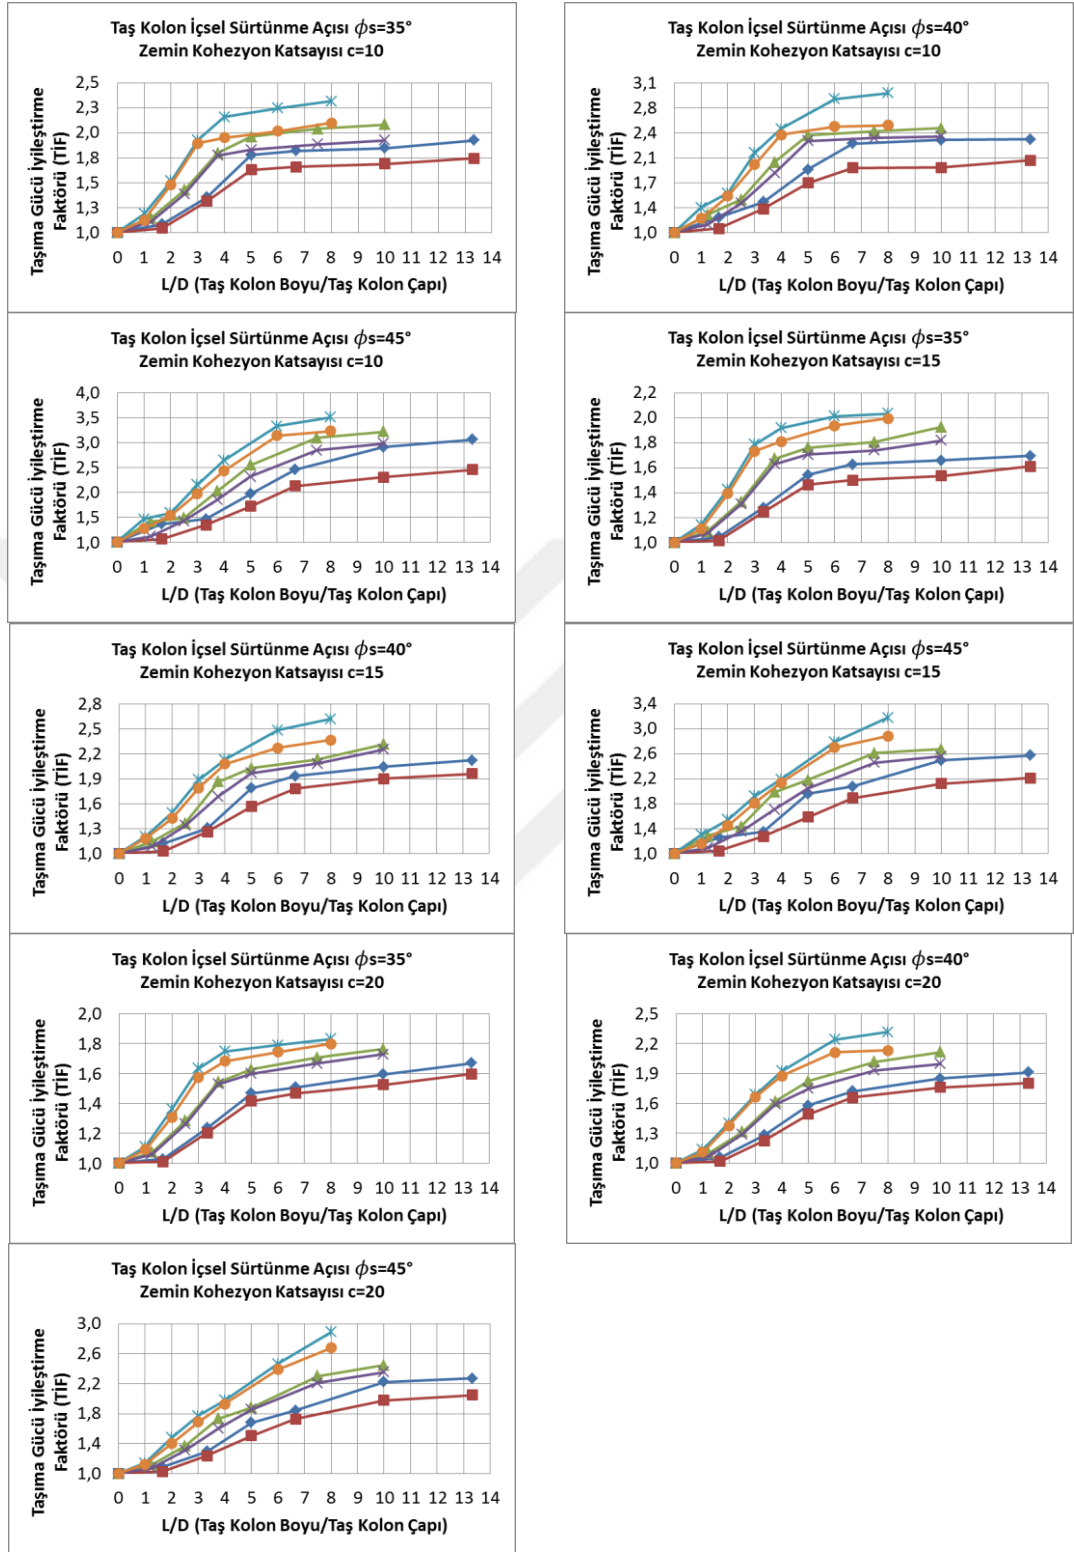 Taş Kolon İçsel Sürtünme Açısı ϕs=35°
Zemin Kohezyon Katsayısı c=10
Taşıma Gücü İyileştirme
Faktörü (TİF)
2,5
2,3
2,0
1,8
1,5
1,3
1,0
0 1 2 3 4 5 6 7 8 9 10 11 12 13 14
L/D (Taş Kolon Boyu/Taş Kolon Çapı)
Taş Kolon İçsel Sürtünme Açısı ϕs=40°
Zemin Kohezyon Katsayısı c=10
Taşıma Gücü İyileştirme
Faktörü (TİF)
3,1
2,8
2,4
2,1
1,7
1,4
1,0
0 1 2 3 4 5 6 7 8 9 10 11 12 13 14
L/D (Taş Kolon Boyu/Taş Kolon Çapı)
Taş Kolon İçsel Sürtünme Açısı ϕs=45°
Zemin Kohezyon Katsayısı c=10
Taşıma Gücü İyileştirme
Faktörü (TİF)
4,0
3,5
3,0
2,5
2,0
1,5
1,0
0 1 2 3 4 5 6 7 8 9 10 11 12 13 14
L/D (Taş Kolon Boyu/Taş Kolon Çapı)
Taş Kolon İçsel Sürtünme Açısı ϕs=35°
Zemin Kohezyon Katsayısı c=15
Taşıma Gücü İyileştirme
Faktörü (TİF)
2,2
2,0
1,8
1,6
1,4
1,2
1,0
0 1 2 3 4 5 6 7 8 9 10 11 12 13 14
L/D (Taş Kolon Boyu/Taş Kolon Çapı)
Taş Kolon İçsel Sürtünme Açısı ϕs=40°
Zemin Kohezyon Katsayısı c=15
Taşıma Gücü İyileştirme
Faktörü (TİF)
2,8
2,5
2,2
1,9
1,6
1,3
1,0
0 1 2 3 4 5 6 7 8 9 10 11 12 13 14
L/D (Taş Kolon Boyu/Taş Kolon Çapı)
Taş Kolon İçsel Sürtünme Açısı ϕs=45°
Zemin Kohezyon Katsayısı c=15
Taşıma Gücü İyileştirme
Faktörü (TİF)
3,4
3,0
2,6
2,2
1,8
1,4
1,0
0 1 2 3 4 5 6 7 8 9 10 11 12 13 14
L/D (Taş Kolon Boyu/Taş Kolon Çapı)
Taş Kolon İçsel Sürtünme Açısı ϕs=35°
Zemin Kohezyon Katsayısı c=20
Taşıma Gücü İyileştirme
Faktörü (TİF)
2,0
1,8
1,6
1,4
1,2
1,0
0 1 2 3 4 5 6 7 8 9 10 11 12 13 14
L/D (Taş Kolon Boyu/Taş Kolon Çapı)
Taş Kolon İçsel Sürtünme Açısı ϕs=40°
Zemin Kohezyon Katsayısı c=20
Taşıma Gücü İyileştirme
Faktörü (TİF)
2,5
2,2
1,9
1,6
1,3
1,0
0 1 2 3 4 5 6 7 8 9 10 11 12 13 14
L/D (Taş Kolon Boyu/Taş Kolon Çapı)
Taş Kolon İçsel Sürtünme Açısı ϕs=45°
Zemin Kohezyon Katsayısı c=20
Taşıma Gücü İyileştirme
Faktörü (TİF)
3,0
2,6
2,2
1,8
1,4
1,0
0 1 2 3 4 5 6 7 8 9 10 11 12 13 14
L/D (Taş Kolon Boyu/Taş Kolon Çapı)